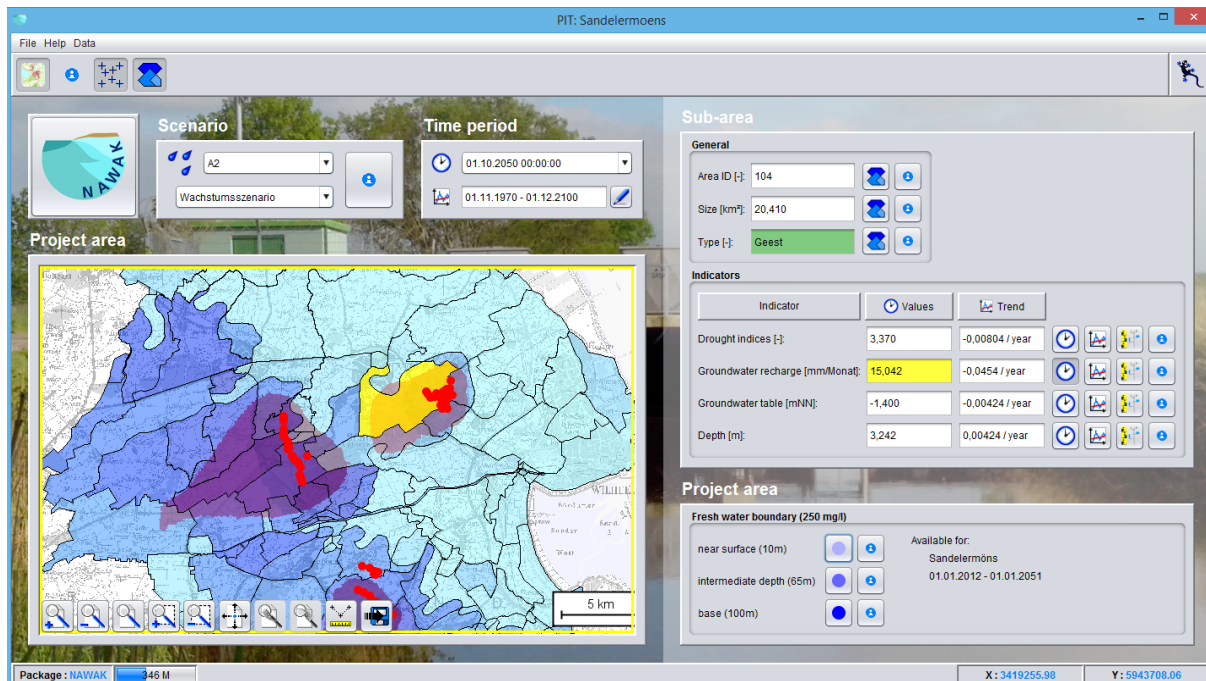 PIT: Sandelermoens
File Help Data
Scenario
Time period
Sub-area
NAWAK
A2
Wachstumsszenario
01.10.2050 00:00:00
01.11.1970 - 01.12.2100
General
Area ID [-]: 104
Size [km²]: 20,410
Type [-]: Geest
Project area
Indicators
Indicator Values Trend
Drought indices [-]: 3,370 -0,00804 / year
Groundwater recharge [mm/Monat]: 15,042 -0,0454 / year
Groundwater table [mNN]: -1,400 -0,00424 / year
Depth [m]: 3,242 0,00424 / year
5 km
Project area
Fresh water boundary (250 mg/l)
near surface (10m)
intermediate depth (65m)
base (100m)
Available for:
Sandelermöns
01.01.2012 - 01.01.2051
Package : NAWAK 346 M X : 3419255.98 Y : 5943708.06